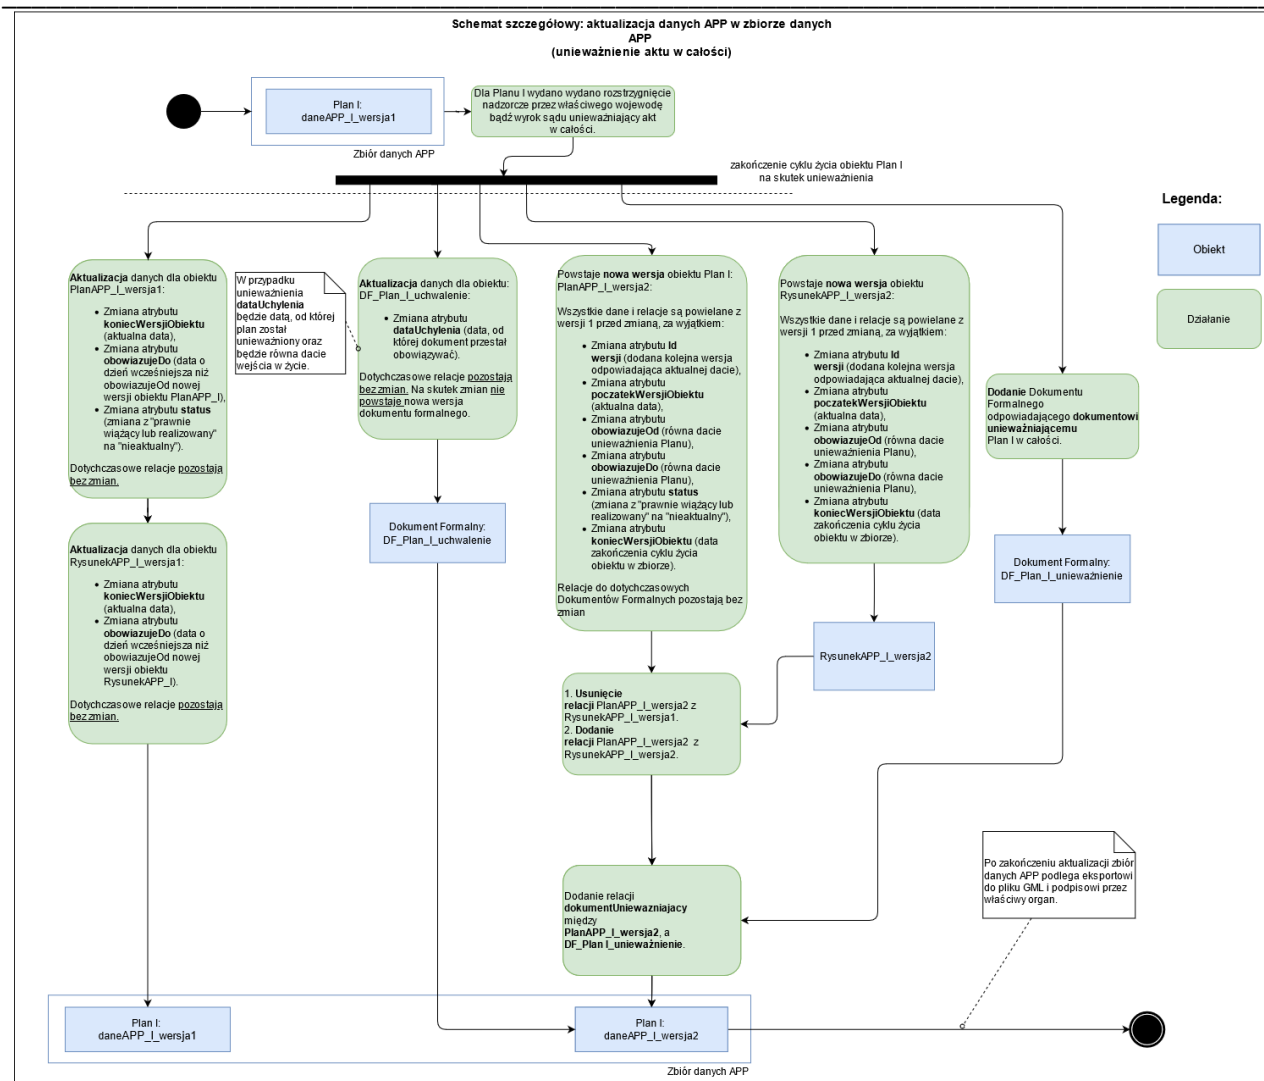 Schemat szczegółowy: aktualizacja danych APP w zbiorze danych
APP
(unieważnienie aktu w całości)
Plan I:
daneAPP_I_wersja1
Zbiór danych APP
Dla Planu I wydano wydano rozstrzygnięcie
nadzorcze przez właściwego wojewodę
bądź wyrok sądu unieważniający akt
w całości.
zakończenie cyklu życia obiektu Plan I
na skutek unieważnienia
Legenda:
Obiekt
Działanie
Aktualizacja danych dla obiektu
PlanAPP_I_wersja1:
• Zmiana atrybutu
koniecWersjiObiektu
(aktualna data),
• Zmiana atrybutu
obowiązujeDo (data o
dzień wcześniejsza niż
obowiazujeOd nowej
wersji obiektu PlanAPP_I),
• Zmiana atrybutu status
(zmiana z "prawnie
wiążący lub realizowany"
na "nieaktualny").
Dotychczasowe relacje pozostają
bez zmian.
W przypadku
unieważnienia
dataUchylenia
będzie datą, od której
plan został
unieważniony oraz
będzie równa dacie
wejścia w życie.
Aktualizacja danych dla obiektu:
DF_Plan_I_uchwalenie:
• Zmiana atrybutu
dataUchylenia (data, od
której dokument przestał
obowiązywać).
Dotychczasowe relacje pozostają
bez zmian. Na skutek zmian nie
powstaje nowa wersja
dokumentu formalnego.
Powstaje nowa wersja obiektu Plan I:
PlanAPP_I_wersja2:
Wszystkie dane i relacje są powielane z
wersji 1 przed zmianą, za wyjątkiem:
• Zmiana atrybutu Id
wersji (dodana kolejna wersja
odpowiadająca aktualnej dacie),
• Zmiana atrybutu
poczatekWersjiObiektu
(aktualna data),
• Zmiana atrybutu
obowiazujeOd (równa dacie
unieważnienia Planu),
• Zmiana atrybutu
obowiazujeDo (równa dacie
unieważnienia Planu),
• Zmiana atrybutu status
(zmiana z "prawnie wiążący lub
realizowany" na "nieaktualny"),
• Zmiana atrybutu
koniecWersjiObiektu (data
zakończenia cyklu życia
obiektu w zbiorze).
Relacje do dotychczasowych
Dokumentów Formalnych pozostają bez
zmian
Powstaje nowa wersja obiektu
RysunekAPP_I_wersja2:
Wszystkie dane i relacje są powielane z
wersji 1 przed zmianą, za wyjątkiem:
• Zmiana atrybutu Id
wersji (dodana kolejna wersja
odpowiadająca aktualnej dacie),
• Zmiana atrybutu
poczatekWersjiObiektu
(aktualna data),
• Zmiana atrybutu
obowiazujeOd (równa dacie
unieważnienia Planu),
• Zmiana atrybutu
obowiazujeDo (równa dacie
unieważnienia Planu),
• Zmiana atrybutu
koniecWersjiObiektu (data
zakończenia cyklu życia
obiektu w zbiorze).
Dodanie Dokumentu
Formalnego
odpowiadającego dokumentowi
unieważniającemu
Plan I w całości.
Aktualizacja danych dla obiektu
RysunekAPP_I_wersja1:
• Zmiana atrybutu
koniecWersjiObiektu
(aktualna data),
• Zmiana atrybutu
obowiazujeDo (data o
dzień wcześniejsza niż
obowiazujeOd nowej
wersji obiektu
RysunekAPP_I).
Dotychczasowe relacje pozostają
bez zmian.
Dokument Formalny:
DF_Plan_I_uchwalenie
Dokument Formalny:
DF_Plan_I_unieważnienie
RysunekAPP_I_wersja2
1. Usunięcie
relacji PlanAPP_I_wersja2 z
RysunekAPP_I_wersja1.
2. Dodanie
relacji PlanAPP_I_wersja2 z
RysunekAPP_I_wersja2.
Dodanie relacji
dokumentUniewazniajacy
między
PlanAPP_I_wersja2, a
DF_Plan I_unieważnienie.
Po zakończeniu aktualizacji zbiór
danych APP podlega eksportowi
do pliku GML i podpisowi przez
właściwy organ.
Plan I:
daneAPP_I_wersja1
Plan I:
daneAPP_I_wersja2
Zbiór danych APP